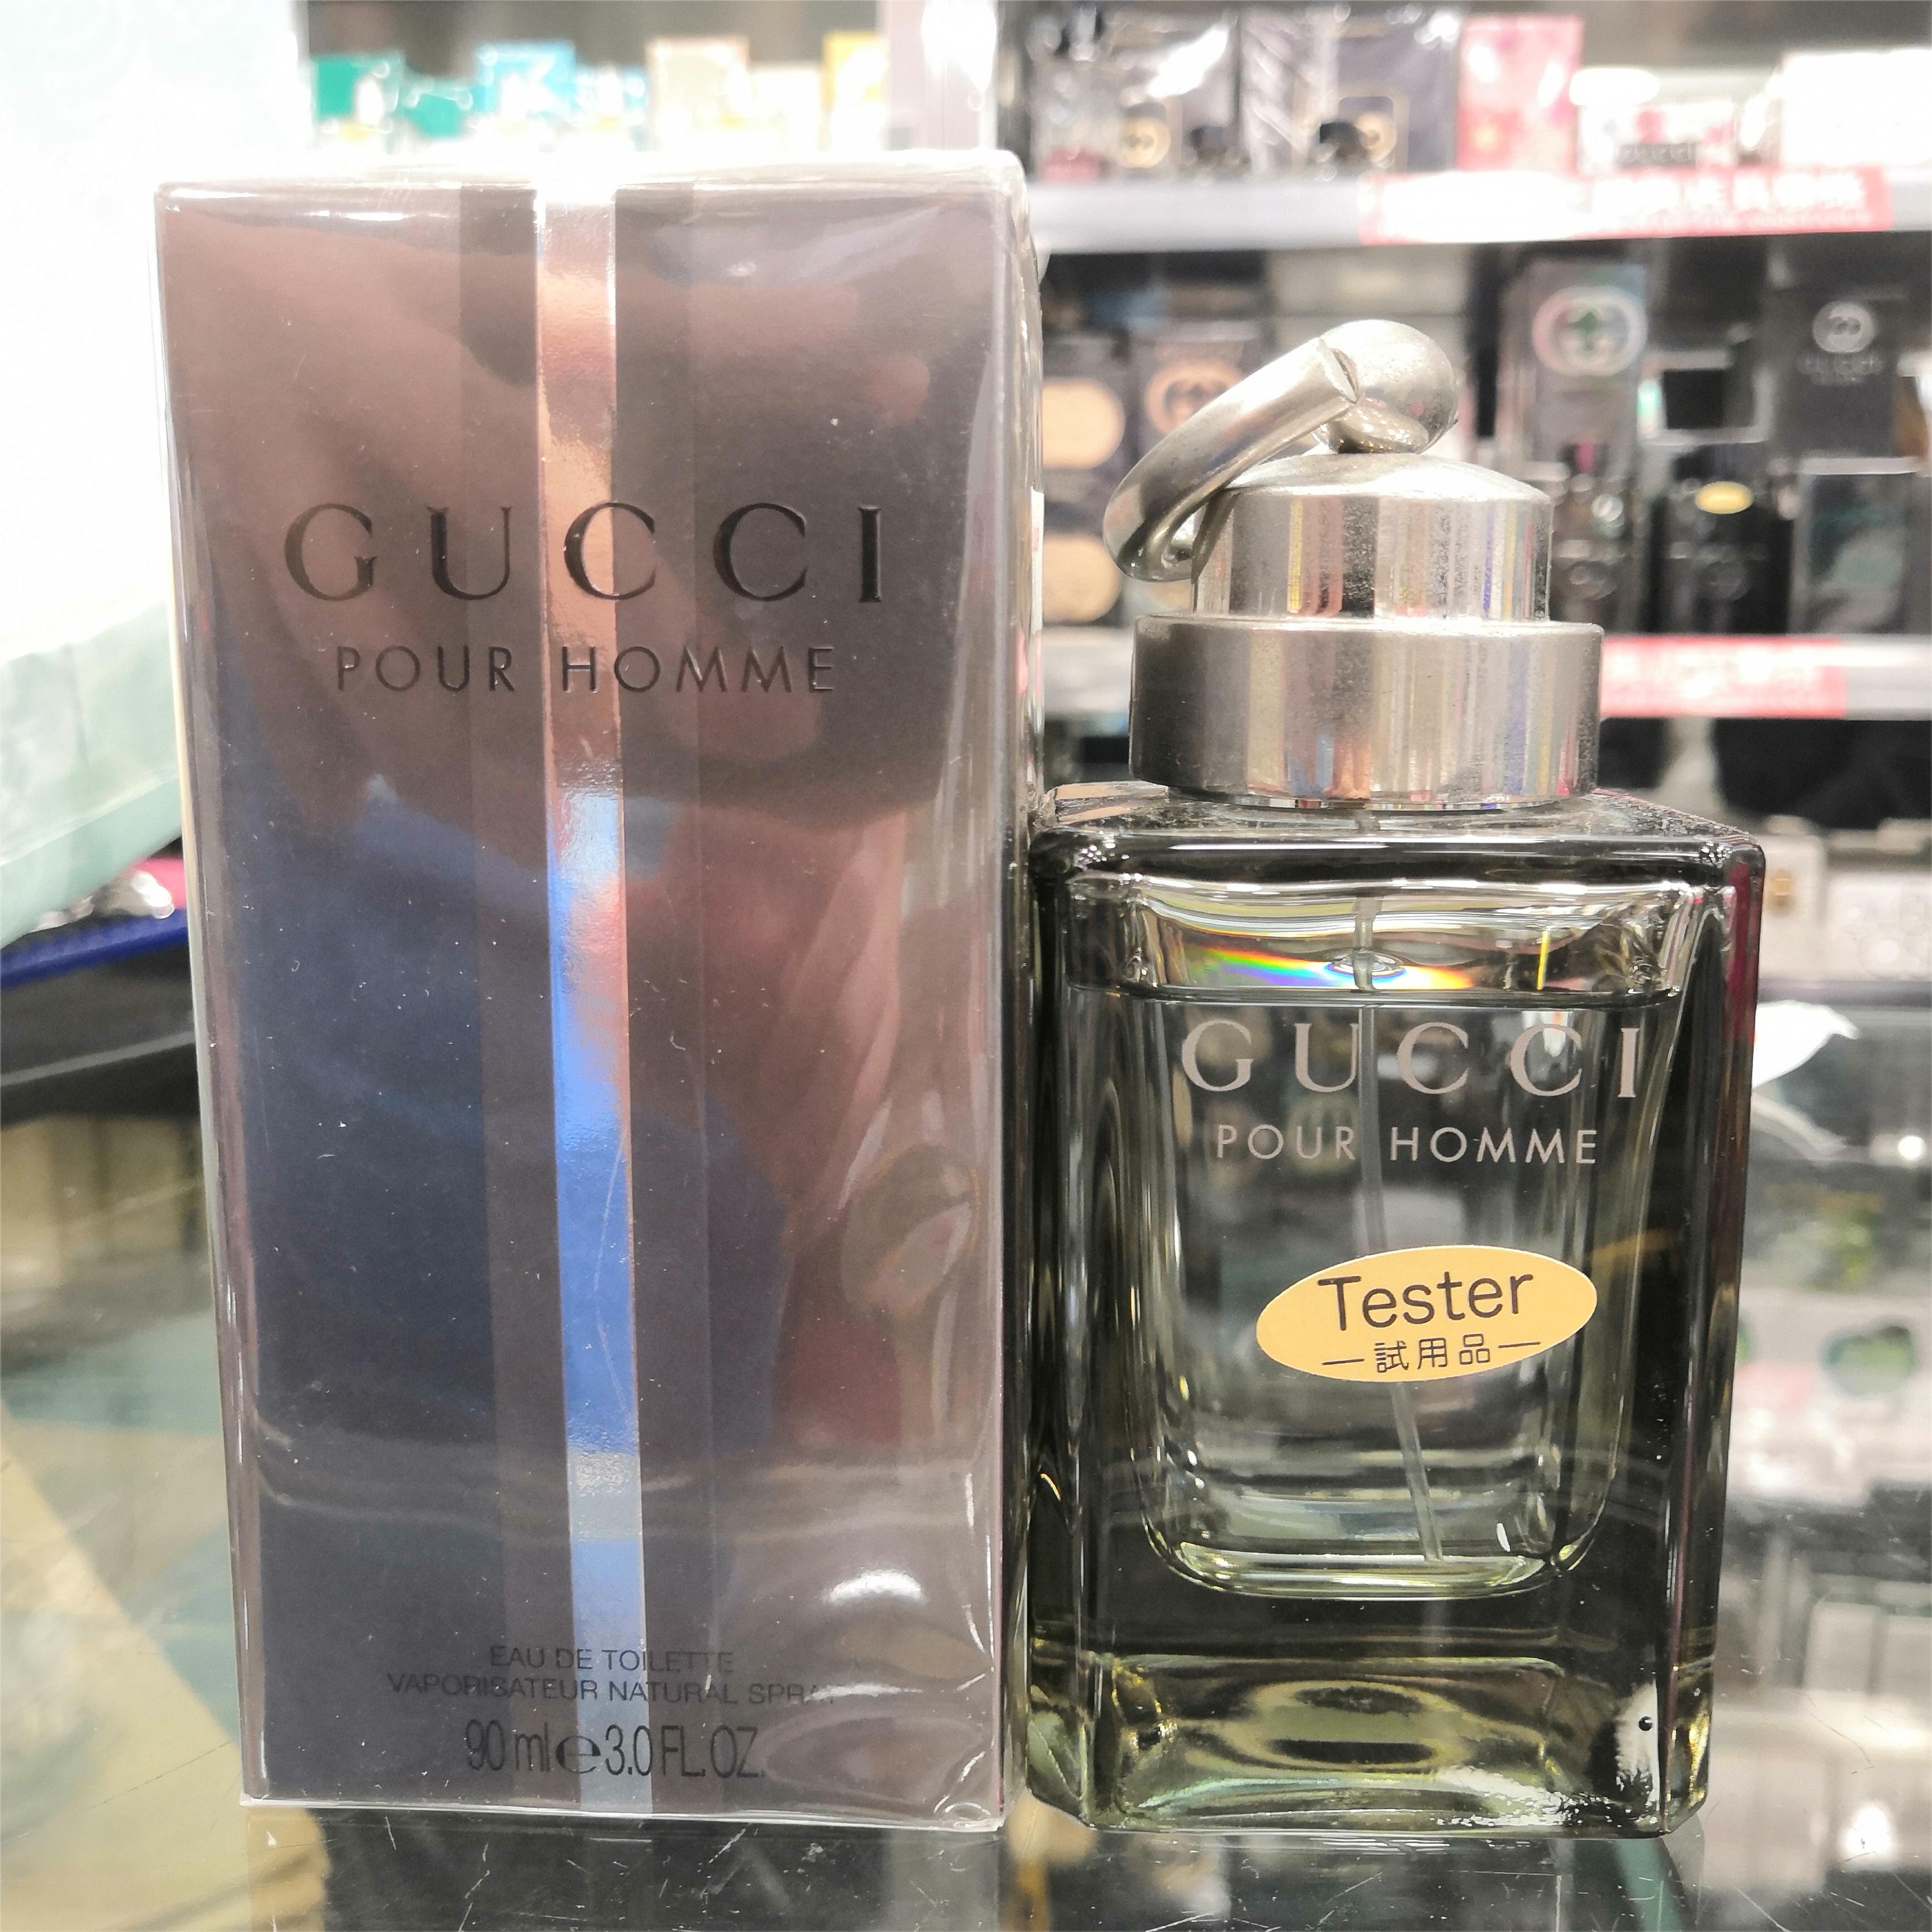 GUCCI
POUR HOMME
EAU DE TOILETTE
VAPORISATEUR NATURAL SPRAY
90 ml e 3.0 FL. OZ.
GUCCI
POUR HOMME
Tester
試用品